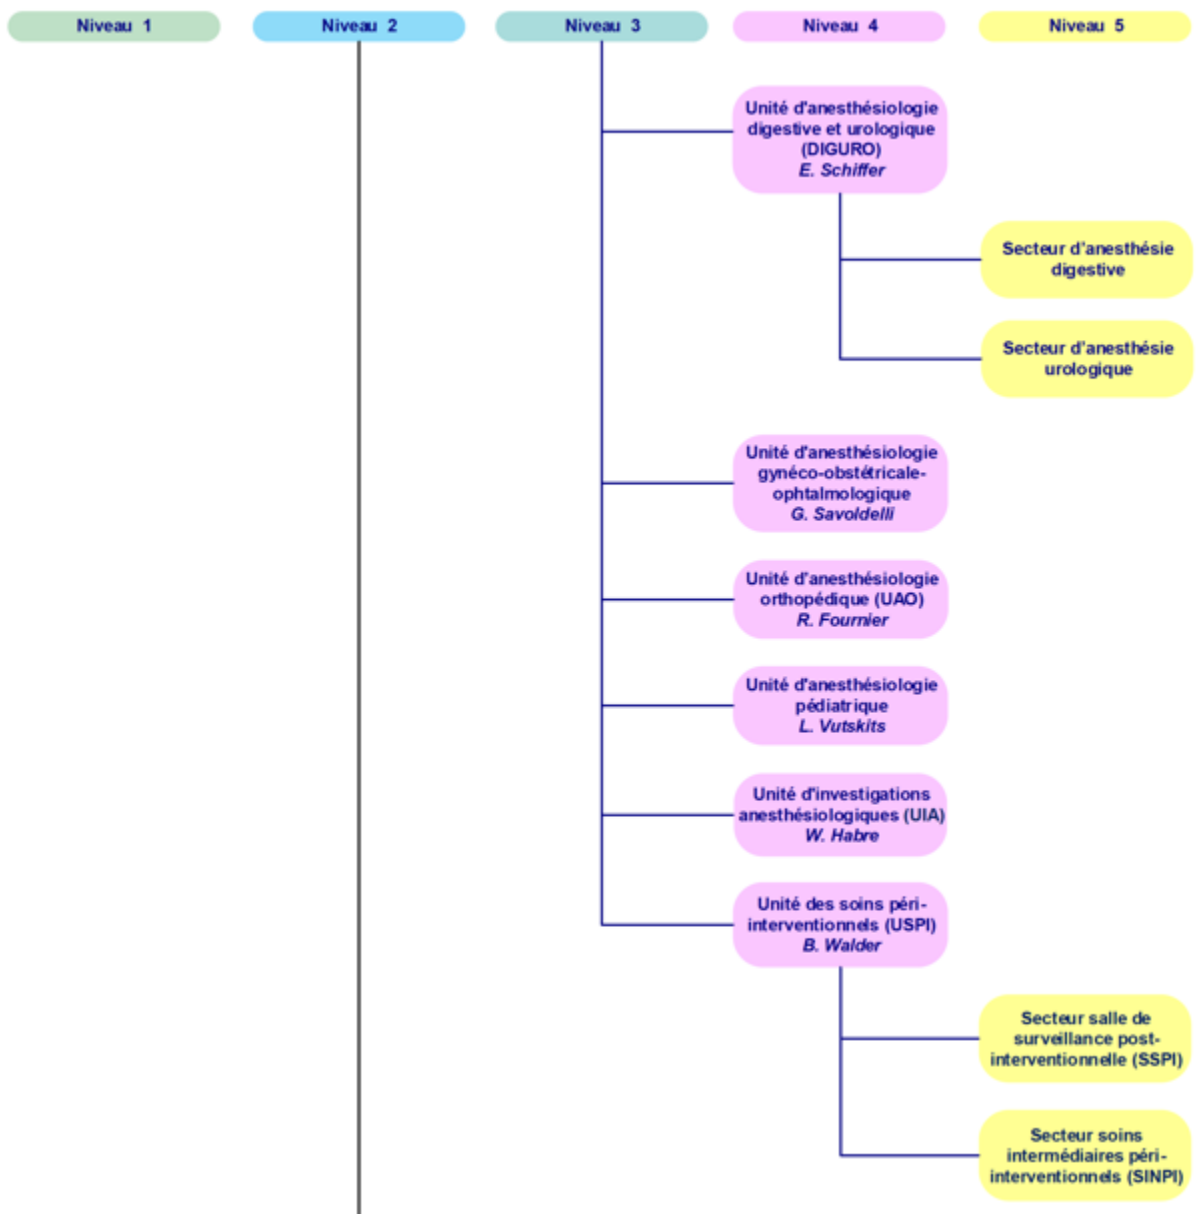 Niveau 1
Niveau 2
Niveau 3
Niveau 4
Niveau 5
Unité d'anesthésiologie
digestive et urologique
(DIGURO)
E. Schiffer
Secteur d'anesthésie
digestive
Secteur d'anesthésie
urologique
Unité d'anesthésiologie
gynéco-obstétricale-
ophtalmologique
G. Savoldelli
Unité d'anesthésiologie
orthopédique (UAO)
R. Fournier
Unité d'anesthésiologie
pédiatrique
L. Vutskits
Unité d'investigations
anesthésiologiques (UIA)
W. Habre
Unité des soins péri-
interventionnels (USPI)
B. Walder
Secteur salle de
surveillance post-
interventionnelle (SSPI)
Secteur soins
intermédiaires péri-
interventionnels (SINPI)